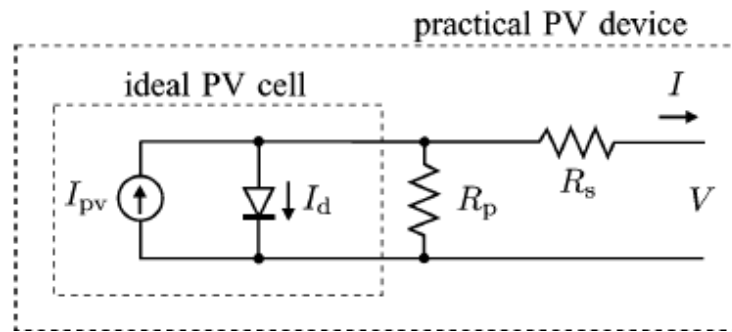 practical PV device
ideal PV cell
I
I_pv
I_d
R_p
R_s
V